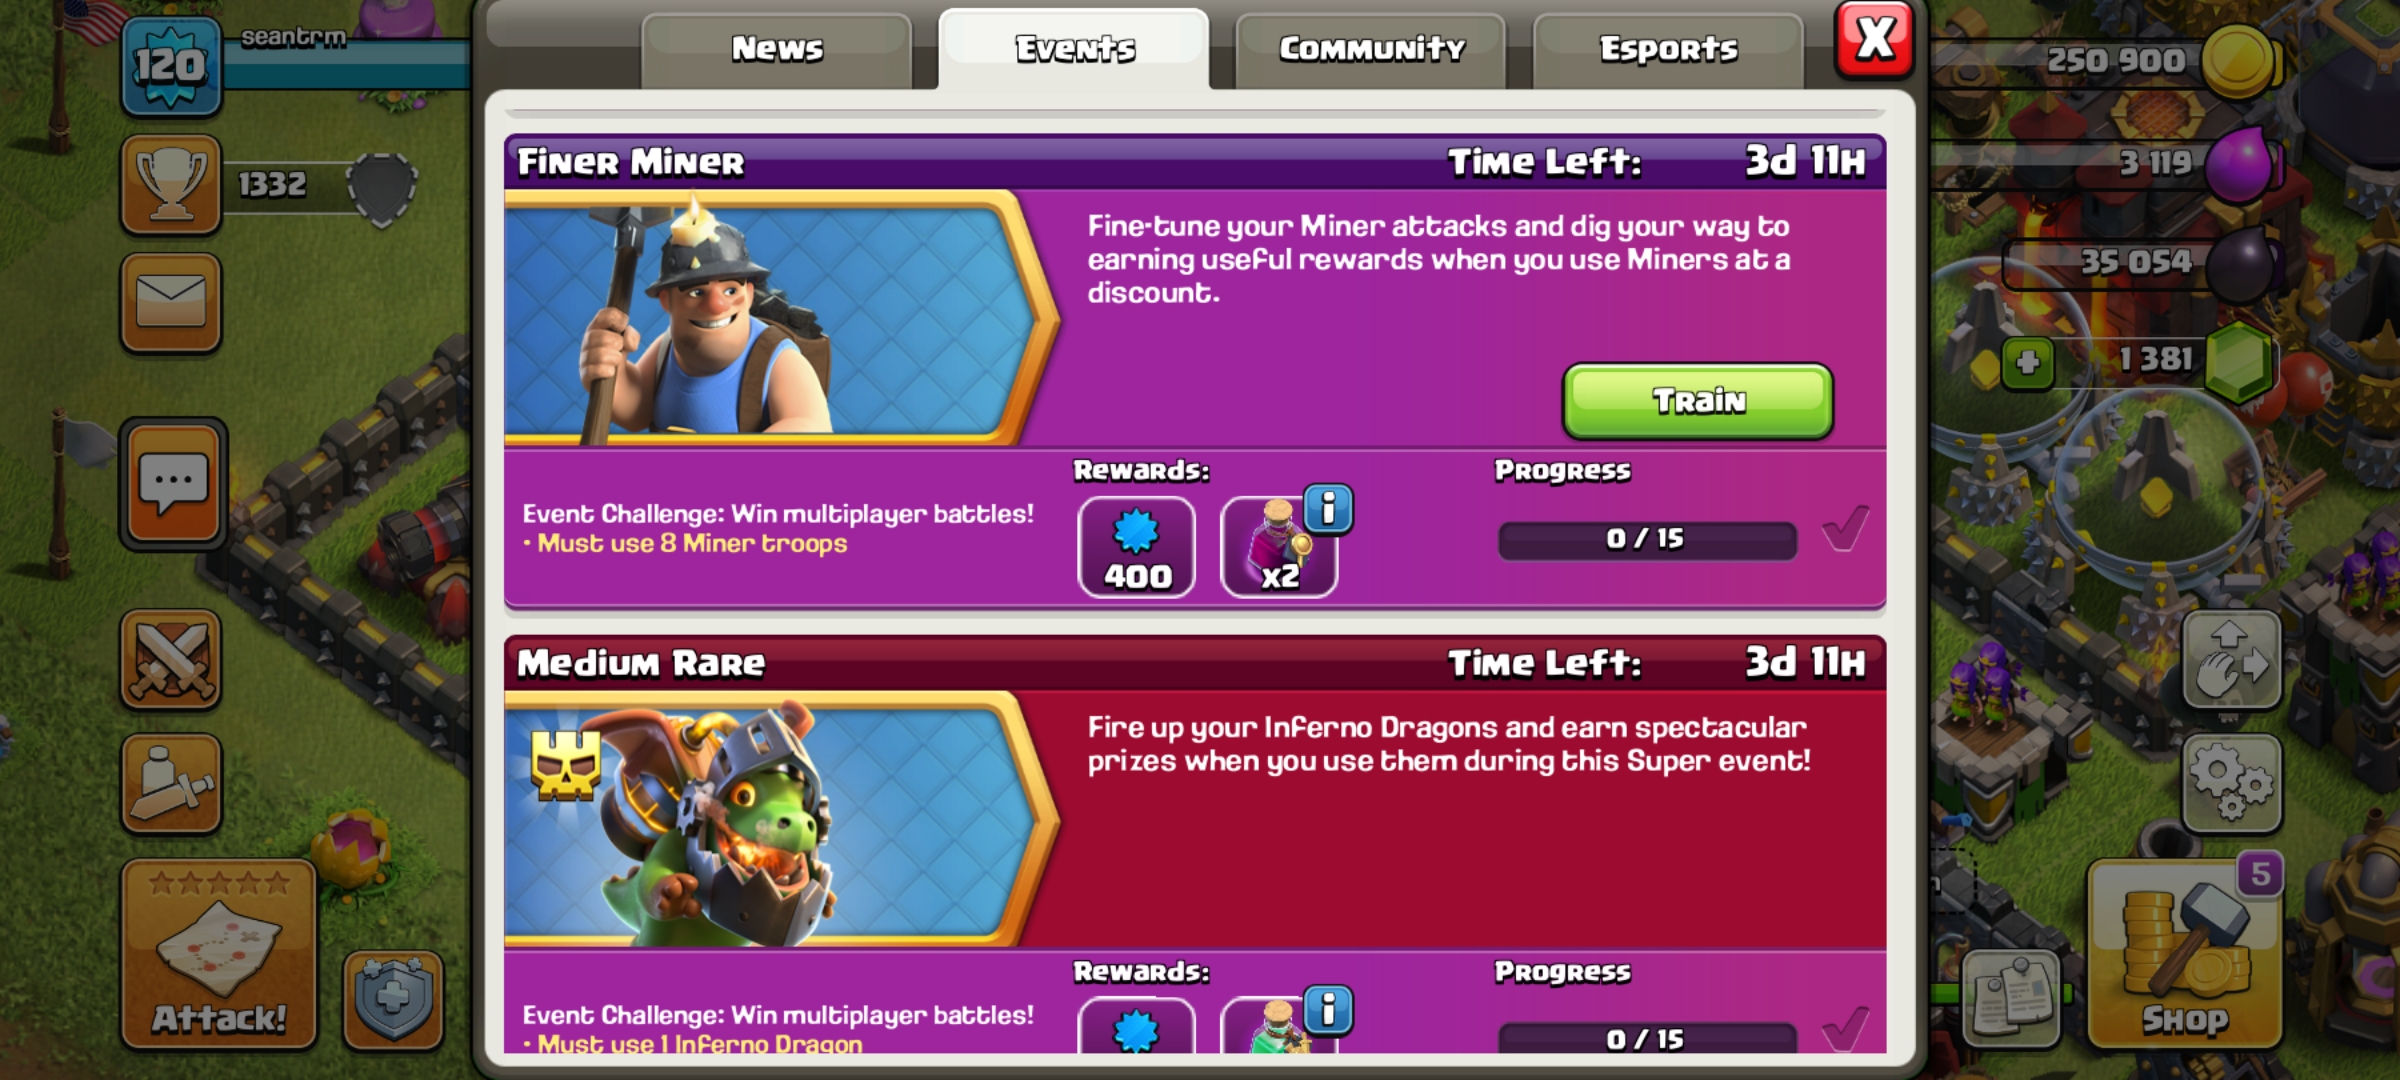 120
seantrm
1332
News
Events
Community
Esports
X
250 900
3 119
35 054
1 381
Finer Miner
Time Left:
3d 11H
Fine-tune your Miner attacks and dig your way to
earning useful rewards when you use Miners at a
discount.
Train
Event Challenge: Win multiplayer battles!
• Must use 8 Miner troops
Rewards:
400
x2
i
Progress
0 / 15
Medium Rare
Time Left:
3d 11H
Fire up your Inferno Dragons and earn spectacular
prizes when you use them during this Super event!
Event Challenge: Win multiplayer battles!
• Must use 1 Inferno Dragon
Rewards:
i
Progress
0 / 15
Attack!
5
Shop